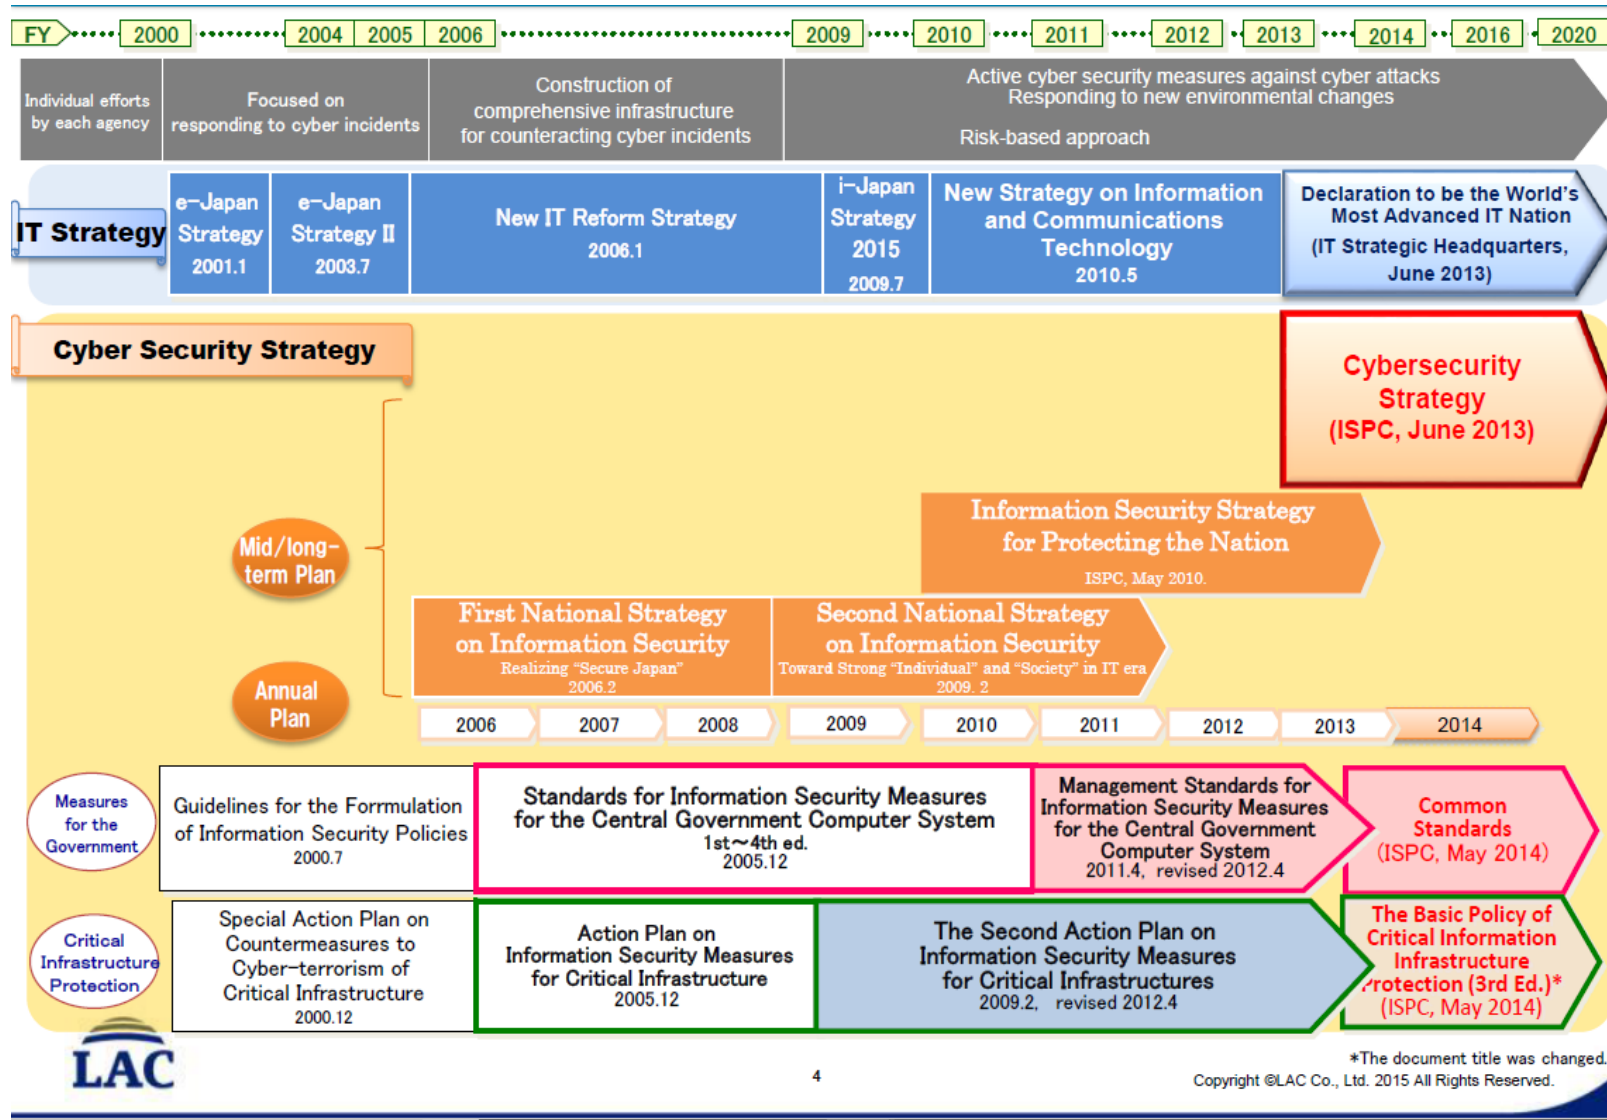 FY 2000 2004 2005 2006 2009 2010 2011 2012 2013 2014 2016 2020
Individual efforts
by each agency
Focused on
responding to cyber incidents
Construction of
comprehensive infrastructure
for counteracting cyber incidents
Active cyber security measures against cyber attacks
Responding to new environmental changes
Risk-based approach
IT Strategy
e-Japan
Strategy
2001.1
e-Japan
Strategy II
2003.7
New IT Reform Strategy
2006.1
i-Japan
Strategy
2015
2009.7
New Strategy on Information
and Communications
Technology
2010.5
Declaration to be the World's
Most Advanced IT Nation
(IT Strategic Headquarters,
June 2013)
Cyber Security Strategy
Cybersecurity
Strategy
(ISPC, June 2013)
Mid/long-
term Plan
Information Security Strategy
for Protecting the Nation
ISPC, May 2010.
First National Strategy
on Information Security
Realizing "Secure Japan"
2006.2
Second National Strategy
on Information Security
Toward Strong "Individual" and "Society" in IT era
2009. 2
Annual
Plan
2006 2007 2008 2009 2010 2011 2012 2013 2014
Measures
for the
Government
Guidelines for the Forrmulation
of Information Security Policies
2000.7
Standards for Information Security Measures
for the Central Government Computer System
1st~4th ed.
2005.12
Management Standards for
Information Security Measures
for the Central Government
Computer System
2011.4, revised 2012.4
Common
Standards
(ISPC, May 2014)
Critical
Infrastructure
Protection
Special Action Plan on
Countermeasures to
Cyber-terrorism of
Critical Infrastructure
2000.12
Action Plan on
Information Security Measures
for Critical Infrastructure
2005.12
The Second Action Plan on
Information Security Measures
for Critical Infrastructures
2009.2, revised 2012.4
The Basic Policy of
Critical Information
Infrastructure
Protection (3rd Ed.)*
(ISPC, May 2014)
LAC
4
*The document title was changed.
Copyright ©LAC Co., Ltd. 2015 All Rights Reserved.